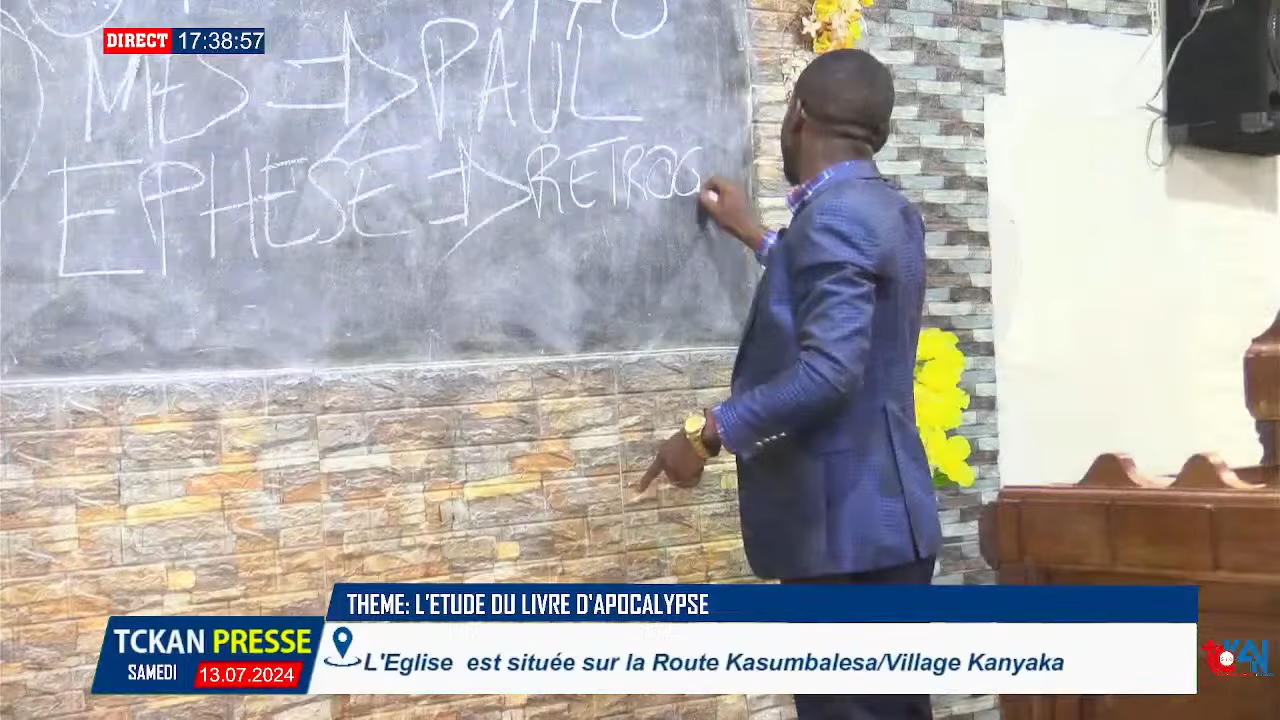 DIRECT 17:38:57
MES ⇒ PAUL
EPHESE ⇒ RETROG
THEME: L'ETUDE DU LIVRE D'APOCALYPSE
TCKAN PRESSE
SAMEDI 13.07.2024
L'Eglise est située sur la Route Kasumbalesa/Village Kanyaka